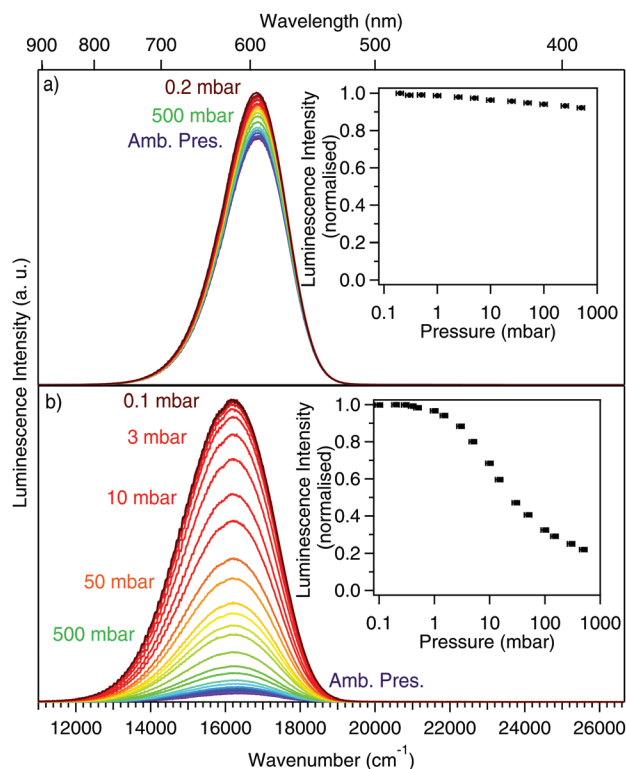 Wavelength (nm)
900 800 700 600 500 400
a)
0.2 mbar
500 mbar
Amb. Pres.
Luminescence Intensity
(normalised)
1.0
0.8
0.6
0.4
0.2
0.0
0.1 1 10 100 1000
Pressure (mbar)
Luminescence Intensity (a. u.)
b)
0.1 mbar
3 mbar
10 mbar
50 mbar
500 mbar
Amb. Pres.
Luminescence Intensity
(normalised)
1.0
0.8
0.6
0.4
0.2
0.0
0.1 1 10 100 1000
Pressure (mbar)
12000 14000 16000 18000 20000 22000 24000 26000
Wavenumber (cm⁻¹)